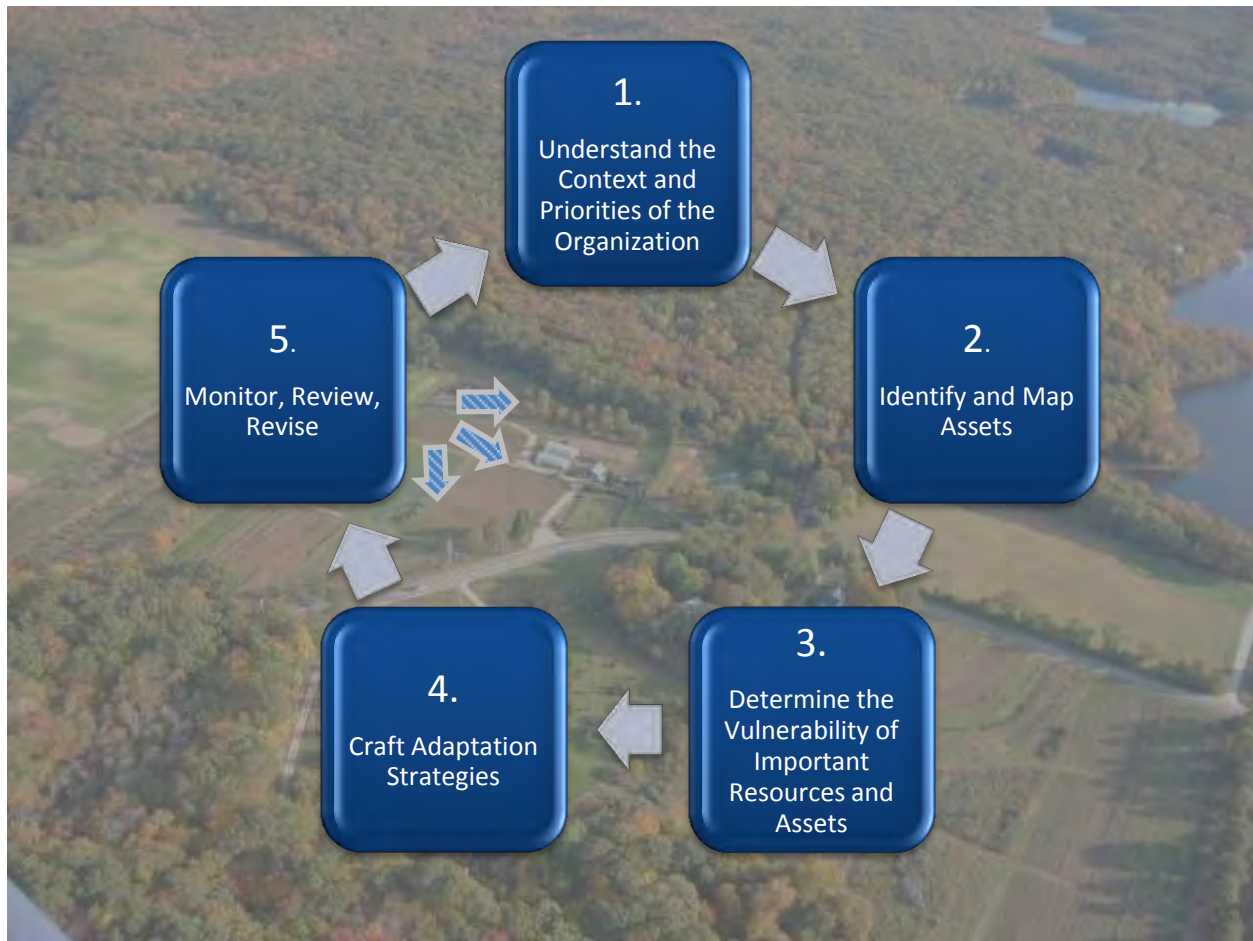 1.
Understand the
Context and
Priorities of the
Organization
2.
Identify and Map
Assets
3.
Determine the
Vulnerability of
Important
Resources and
Assets
4.
Craft Adaptation
Strategies
5.
Monitor, Review,
Revise